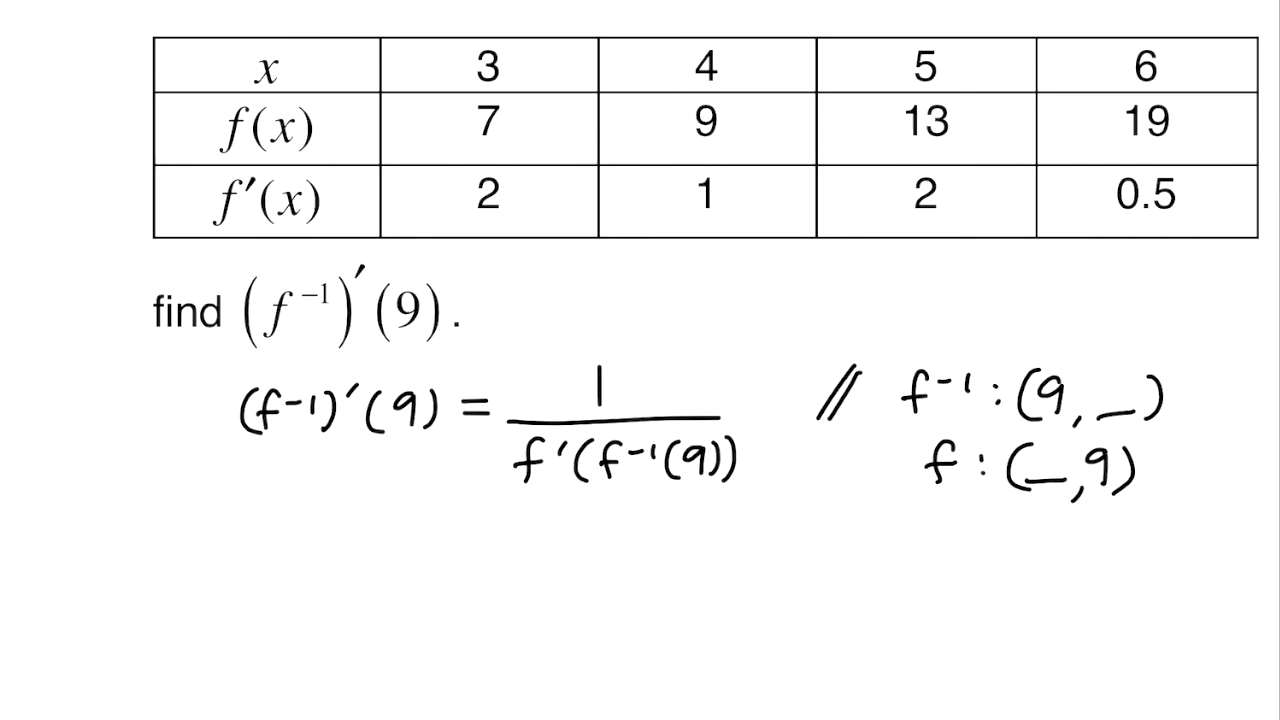 x 3 4 5 6
f(x) 7 9 13 19
f′(x) 2 1 2 0.5
find (f⁻¹)′(9).
(f⁻¹)′(9) = 1 / f′(f⁻¹(9)) // f⁻¹ : (9, _)
f : (_, 9)